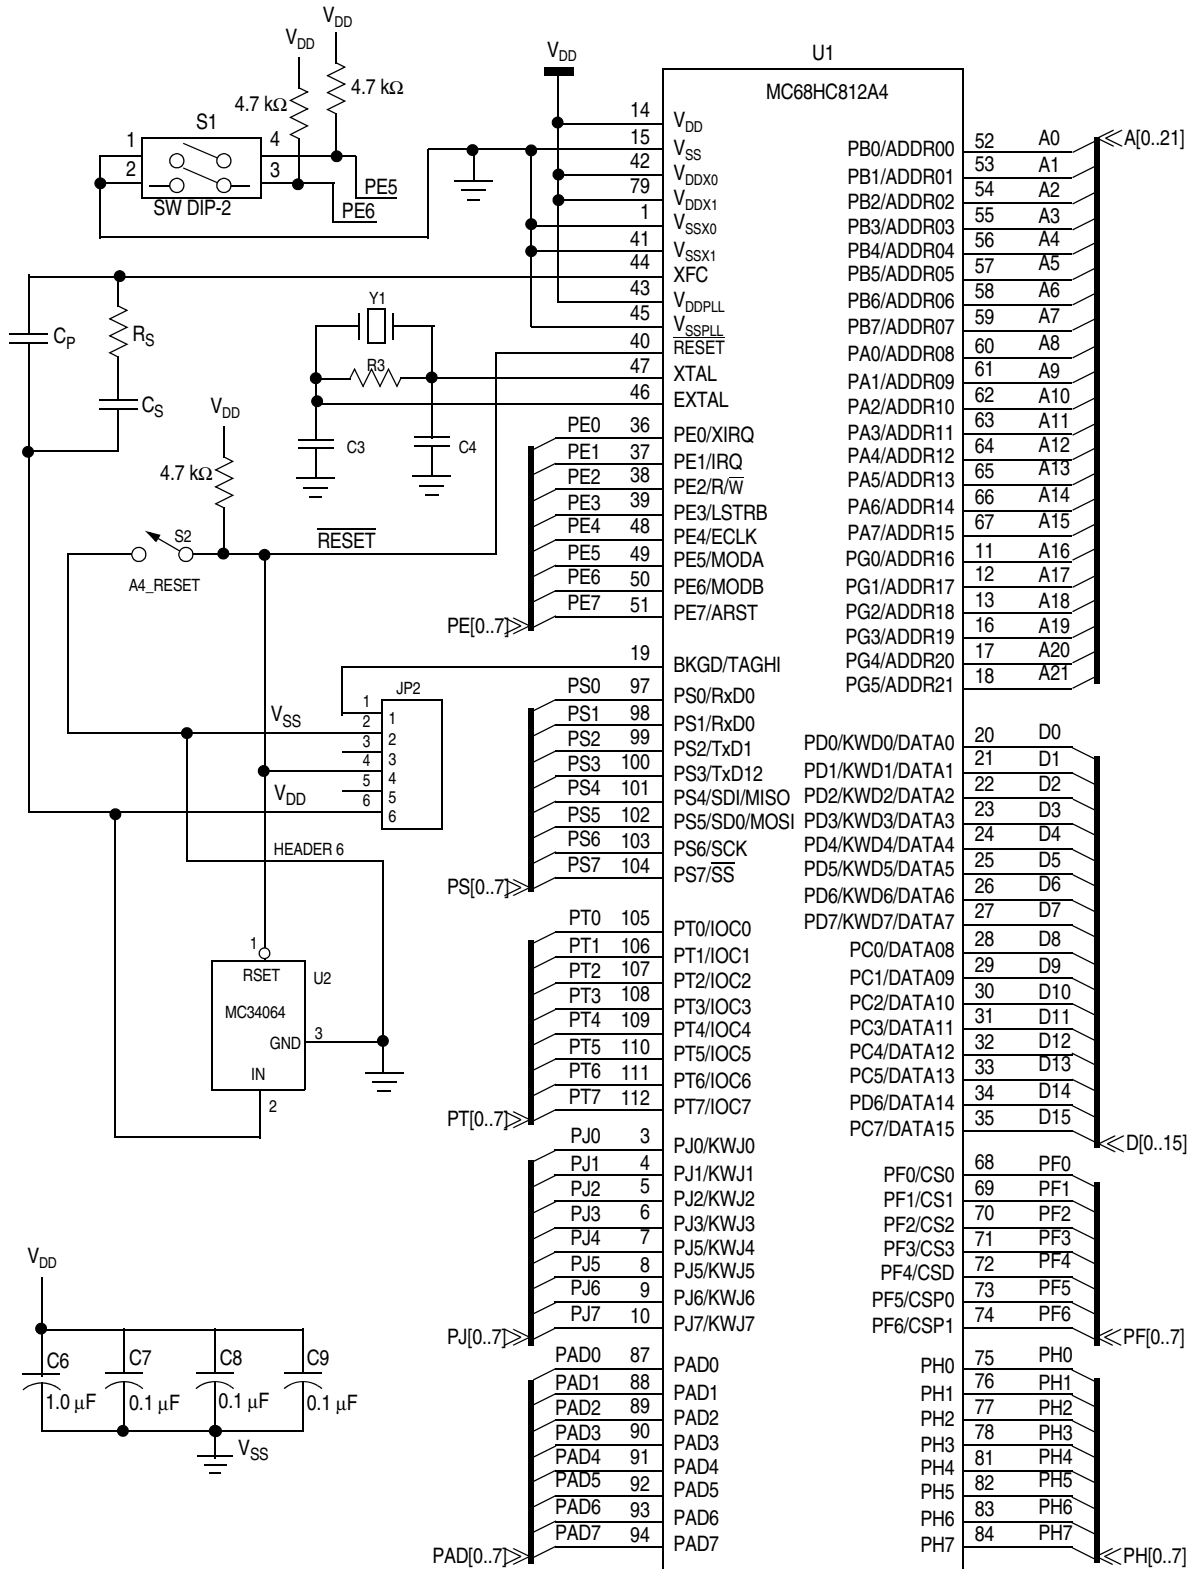 VDD
VDD
4.7 kΩ
4.7 kΩ
S1
1
4
2
3
SW DIP-2
PE5
PE6
VDD
U1
MC68HC812A4
14
VDD
15
VSS
42
VDDX0
79
VDDX1
1
VSSX0
41
VSSX1
44
XFC
43
VDDPLL
45
VSSPLL
40
RESET
47
XTAL
46
EXTAL
CP
RS
CS
Y1
R3
C3
C4
VDD
4.7 kΩ
S2
A4_RESET
RESET
PE0 36 PE0/XIRQ
PE1 37 PE1/IRQ
PE2 38 PE2/R/W
PE3 39 PE3/LSTRB
PE4 48 PE4/ECLK
PE5 49 PE5/MODA
PE6 50 PE6/MODB
PE7 51 PE7/ARST
PE[0..7]
19 BKGD/TAGHI
JP2
1 1
VSS 2 2
3 3
4 4
VDD 5 5
6 6
HEADER 6
PS0 97 PS0/RxD0
PS1 98 PS1/RxD0
PS2 99 PS2/TxD1
PS3 100 PS3/TxD12
PS4 101 PS4/SDI/MISO
PS5 102 PS5/SD0/MOSI
PS6 103 PS6/SCK
PS7 104 PS7/SS
PS[0..7]
1
RSET
U2
MC34064
GND 3
IN
2
PT0 105 PT0/IOC0
PT1 106 PT1/IOC1
PT2 107 PT2/IOC2
PT3 108 PT3/IOC3
PT4 109 PT4/IOC4
PT5 110 PT5/IOC5
PT6 111 PT6/IOC6
PT7 112 PT7/IOC7
PT[0..7]
PJ0 3 PJ0/KWJ0
PJ1 4 PJ1/KWJ1
PJ2 5 PJ2/KWJ2
PJ3 6 PJ3/KWJ3
PJ4 7 PJ5/KWJ4
PJ5 8 PJ5/KWJ5
PJ6 9 PJ6/KWJ6
PJ7 10 PJ7/KWJ7
PJ[0..7]
PAD0 87 PAD0
PAD1 88 PAD1
PAD2 89 PAD2
PAD3 90 PAD3
PAD4 91 PAD4
PAD5 92 PAD5
PAD6 93 PAD6
PAD7 94 PAD7
PAD[0..7]
VDD
C6
1.0 µF
C7
0.1 µF
C8
0.1 µF
C9
0.1 µF
VSS
PB0/ADDR00 52 A0
A[0..21]
PB1/ADDR01 53 A1
PB2/ADDR02 54 A2
PB3/ADDR03 55 A3
PB4/ADDR04 56 A4
PB5/ADDR05 57 A5
PB6/ADDR06 58 A6
PB7/ADDR07 59 A7
PA0/ADDR08 60 A8
PA1/ADDR09 61 A9
PA2/ADDR10 62 A10
PA3/ADDR11 63 A11
PA4/ADDR12 64 A12
PA5/ADDR13 65 A13
PA6/ADDR14 66 A14
PA7/ADDR15 67 A15
PG0/ADDR16 11 A16
PG1/ADDR17 12 A17
PG2/ADDR18 13 A18
PG3/ADDR19 16 A19
PG4/ADDR20 17 A20
PG5/ADDR21 18 A21
PD0/KWD0/DATA0 20 D0
PD1/KWD1/DATA1 21 D1
PD2/KWD2/DATA2 22 D2
PD3/KWD3/DATA3 23 D3
PD4/KWD4/DATA4 24 D4
PD5/KWD5/DATA5 25 D5
PD6/KWD6/DATA6 26 D6
PD7/KWD7/DATA7 27 D7
PC0/DATA08 28 D8
PC1/DATA09 29 D9
PC2/DATA10 30 D10
PC3/DATA11 31 D11
PC4/DATA12 32 D12
PC5/DATA13 33 D13
PD6/DATA14 34 D14
PC7/DATA15 35 D15
D[0..15]
PF0/CS0 68 PF0
PF1/CS1 69 PF1
PF2/CS2 70 PF2
PF3/CS3 71 PF3
PF4/CSD 72 PF4
PF5/CSP0 73 PF5
PF6/CSP1 74 PF6
PF[0..7]
PH0 75 PH0
PH1 76 PH1
PH2 77 PH2
PH3 78 PH3
PH4 81 PH4
PH5 82 PH5
PH6 83 PH6
PH7 84 PH7
PH[0..7]